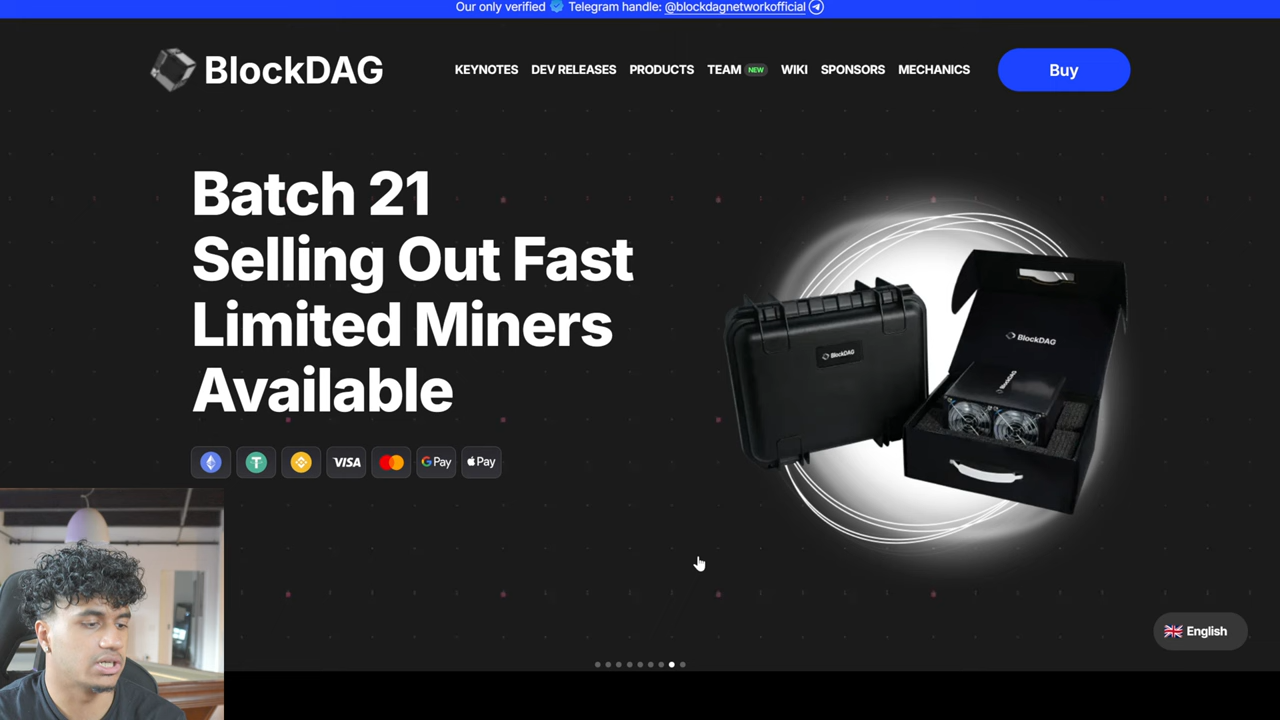 Our only verified Telegram handle: @blockdagnetworkofficial
BlockDAG
KEYNOTES DEV RELEASES PRODUCTS TEAM NEW WIKI SPONSORS MECHANICS Buy
Batch 21
Selling Out Fast
Limited Miners
Available
BlockDAG
BlockDAG
BlockDAG
VISA G Pay Pay
English